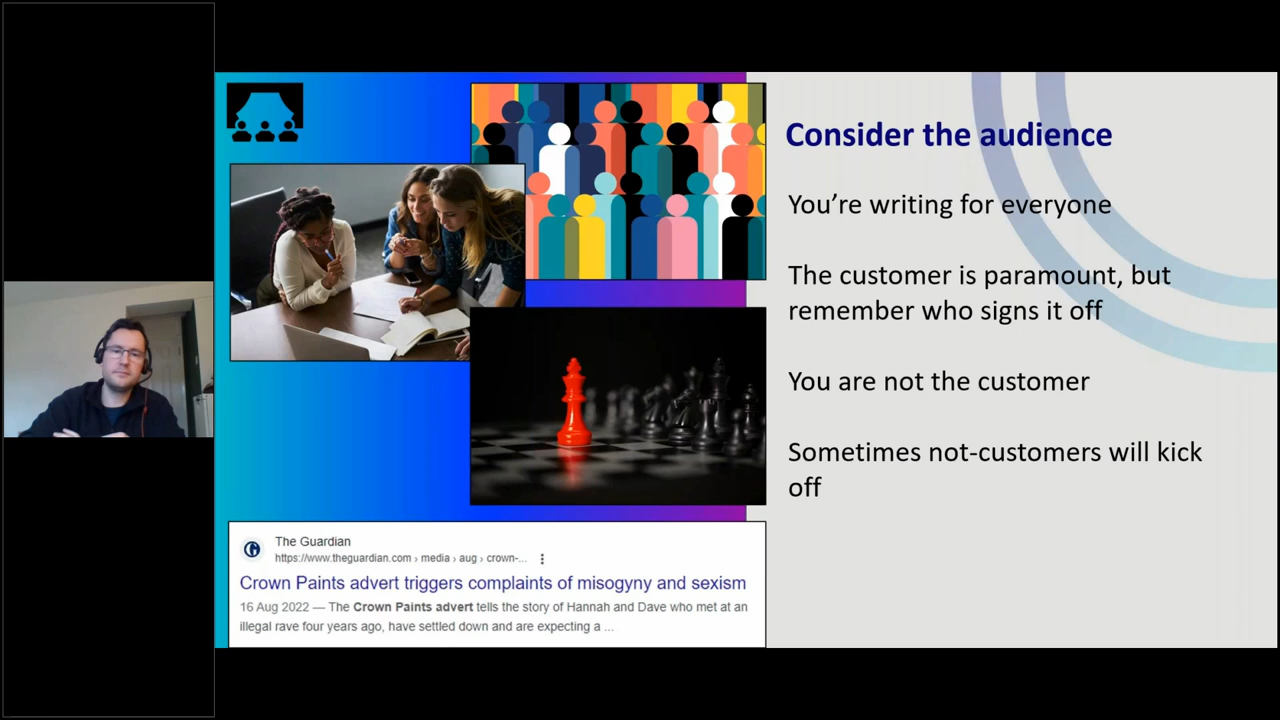 Consider the audience
You’re writing for everyone
The customer is paramount, but
remember who signs it off
You are not the customer
Sometimes not-customers will kick
off
The Guardian
https://www.theguardian.com › media › aug › crown-...
Crown Paints advert triggers complaints of misogyny and sexism
16 Aug 2022 — The Crown Paints advert tells the story of Hannah and Dave who met at an
illegal rave four years ago, have settled down and are expecting a ...